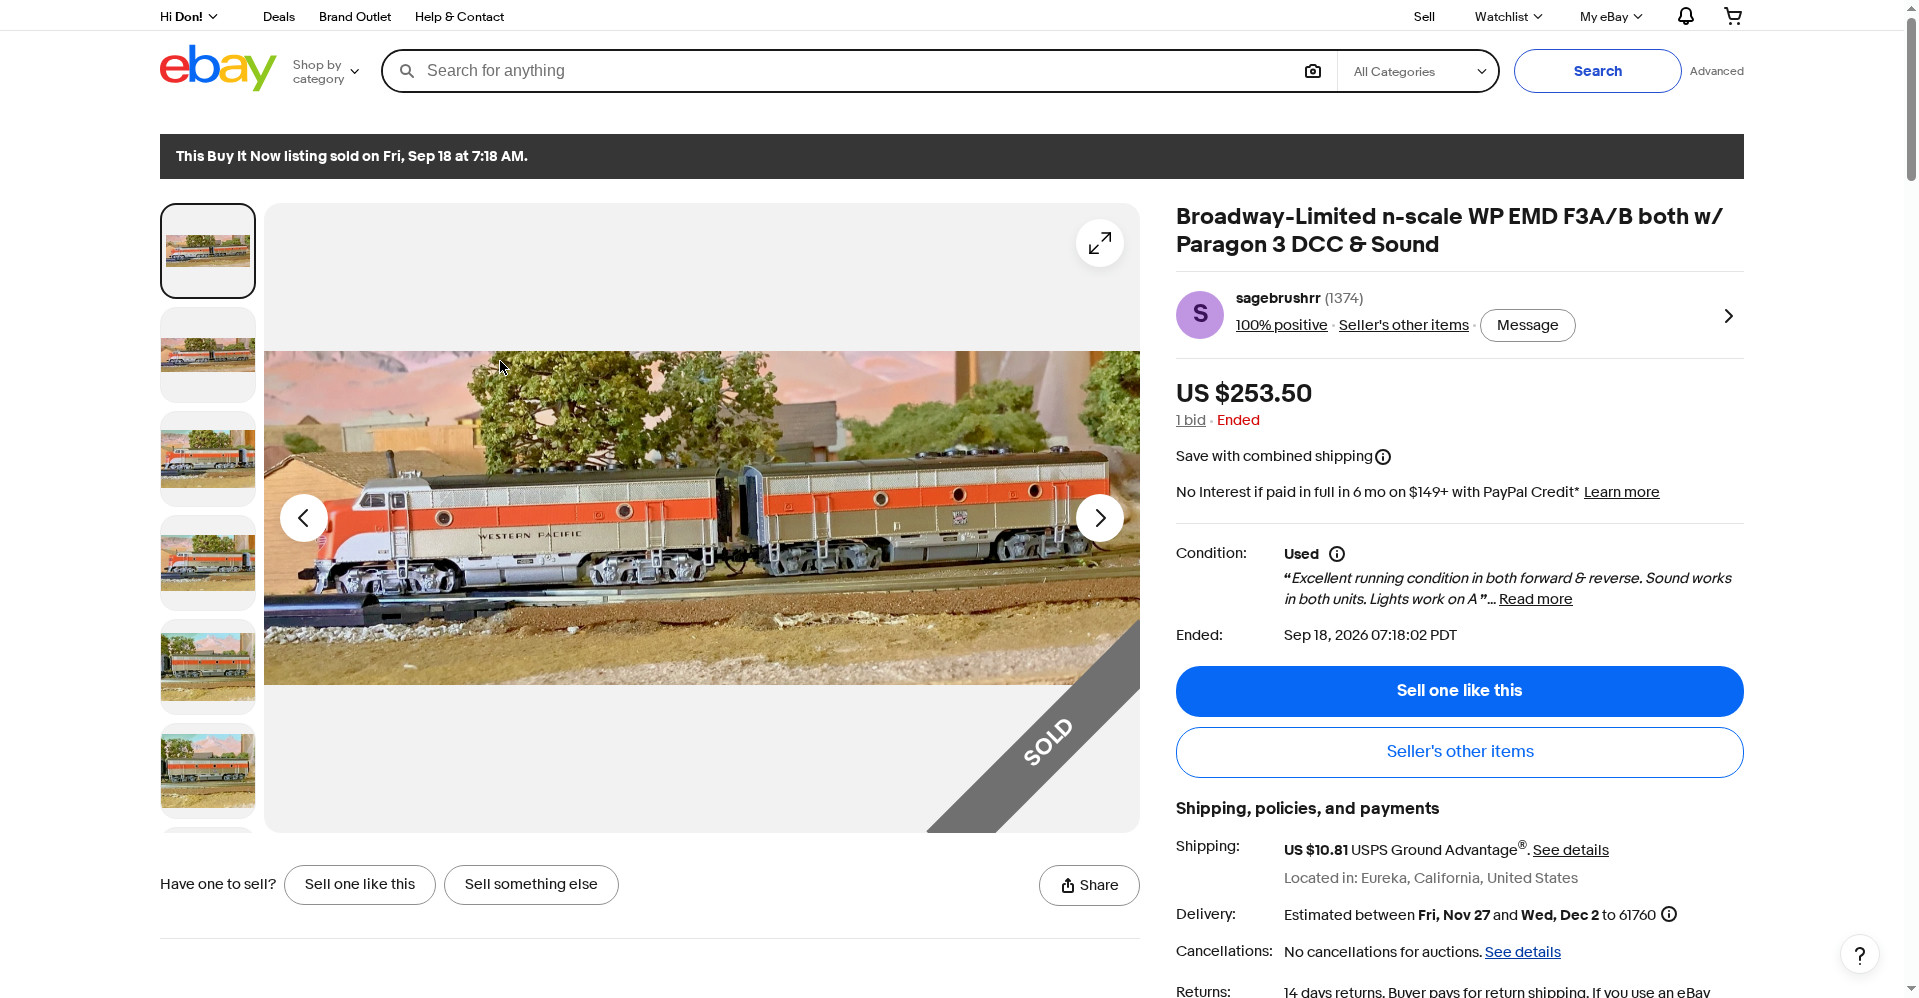 Hi Don!
Deals
Brand Outlet
Help & Contact
Sell
Watchlist
My eBay
ebay
Shop by
category
Search for anything
All Categories
Search
Advanced
This Buy It Now listing sold on Fri, Sep 18 at 7:18 AM.
WESTERN PACIFIC
SOLD
Have one to sell?
Sell one like this
Sell something else
Share
Broadway-Limited n-scale WP EMD F3A/B both w/
Paragon 3 DCC & Sound
S
sagebrushrr (1374)
100% positive · Seller's other items · Message
US $253.50
1 bid · Ended
Save with combined shipping
No Interest if paid in full in 6 mo on $149+ with PayPal Credit* Learn more
Condition: Used
“Excellent running condition in both forward & reverse. Sound works
in both units. Lights work on A ”... Read more
Ended: Sep 18, 2026 07:18:02 PDT
Sell one like this
Seller's other items
Shipping, policies, and payments
Shipping: US $10.81 USPS Ground Advantage®. See details
Located in: Eureka, California, United States
Delivery: Estimated between Fri, Nov 27 and Wed, Dec 2 to 61760
Cancellations: No cancellations for auctions. See details
Returns: 14 days returns. Buyer pays for return shipping. If you use an eBay
?